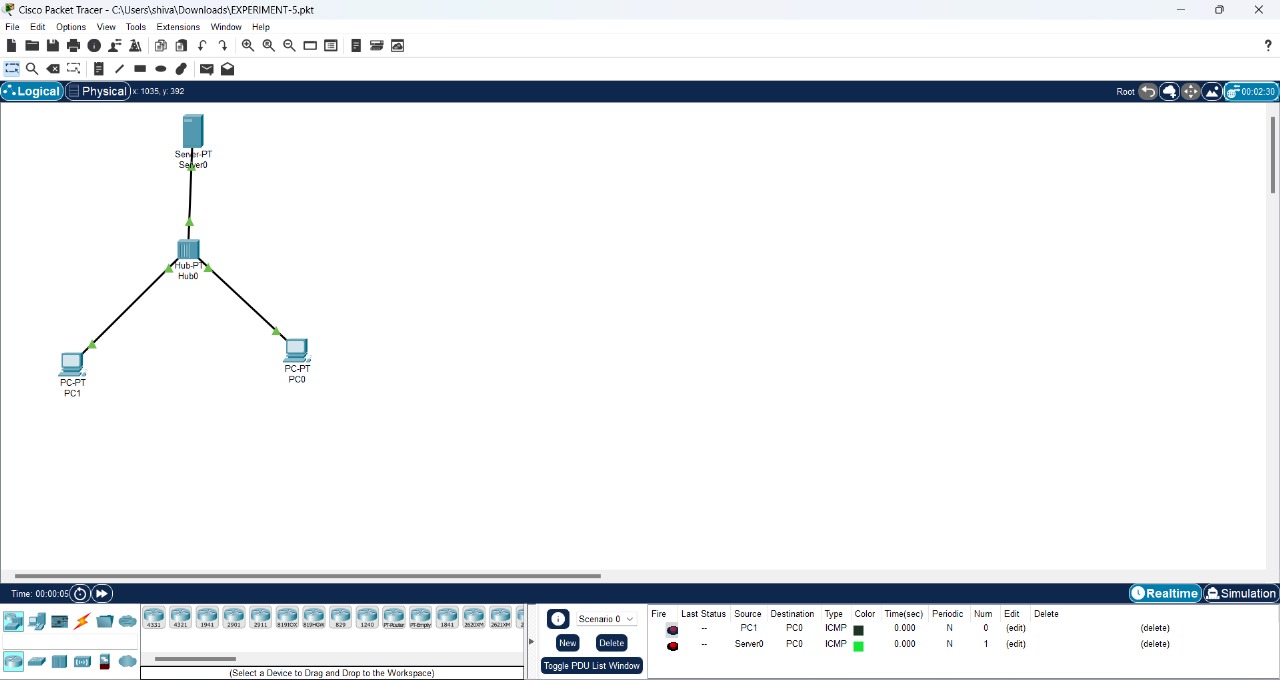 Cisco Packet Tracer - C:\Users\shiva\Downloads\EXPERIMENT-5.pkt
File Edit Options View Tools Extensions Window Help
?
Logical Physical x: 1035, y: 392 Root 00:02:30
Server-PT
Server0
Hub-PT
Hub0
PC-PT
PC0
PC-PT
PC1
Time: 00:00:05 Realtime Simulation
4331 4321 1941 2901 2911 819IOX 819HGW 829 1240 PT-Router PT-Empty 1841 2620XM 2621XM
(Select a Device to Drag and Drop to the Workspace)
Scenario 0
New Delete
Toggle PDU List Window
Fire Last Status Source Destination Type Color Time(sec) Periodic Num Edit Delete
-- PC1 PC0 ICMP 0.000 N 0 (edit) (delete)
-- Server0 PC0 ICMP 0.000 N 1 (edit) (delete)